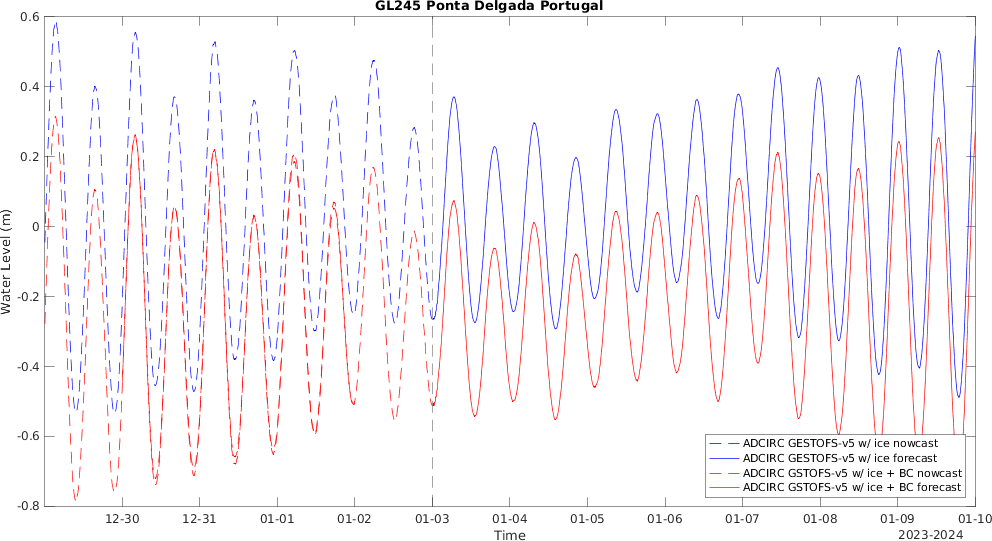 GL245 Ponta Delgada Portugal
Water Level (m)
0.6
0.4
0.2
0
-0.2
-0.4
-0.6
-0.8
ADCIRC GESTOFS-v5 w/ ice nowcast
ADCIRC GESTOFS-v5 w/ ice forecast
ADCIRC GSTOFS-v5 w/ ice + BC nowcast
ADCIRC GSTOFS-v5 w/ ice + BC forecast
12-30 12-31 01-01 01-02 01-03 01-04 01-05 01-06 01-07 01-08 01-09 01-10
Time
2023-2024